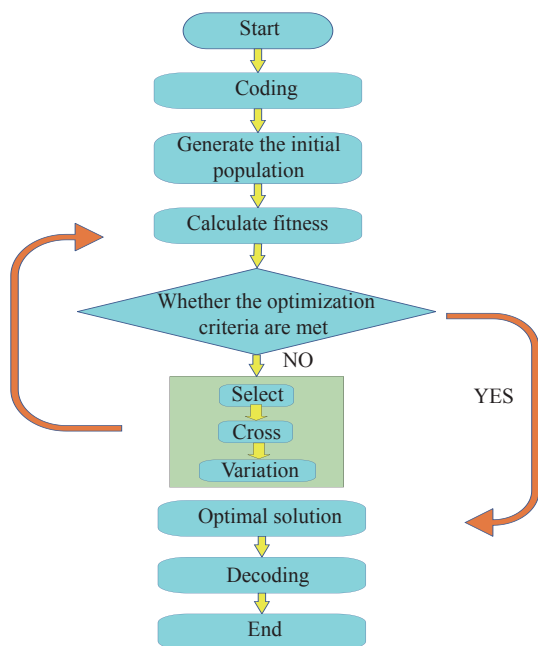 Start
Coding
Generate the initial
population
Calculate fitness
Whether the optimization
criteria are met
NO
YES
Select
Cross
Variation
Optimal solution
Decoding
End